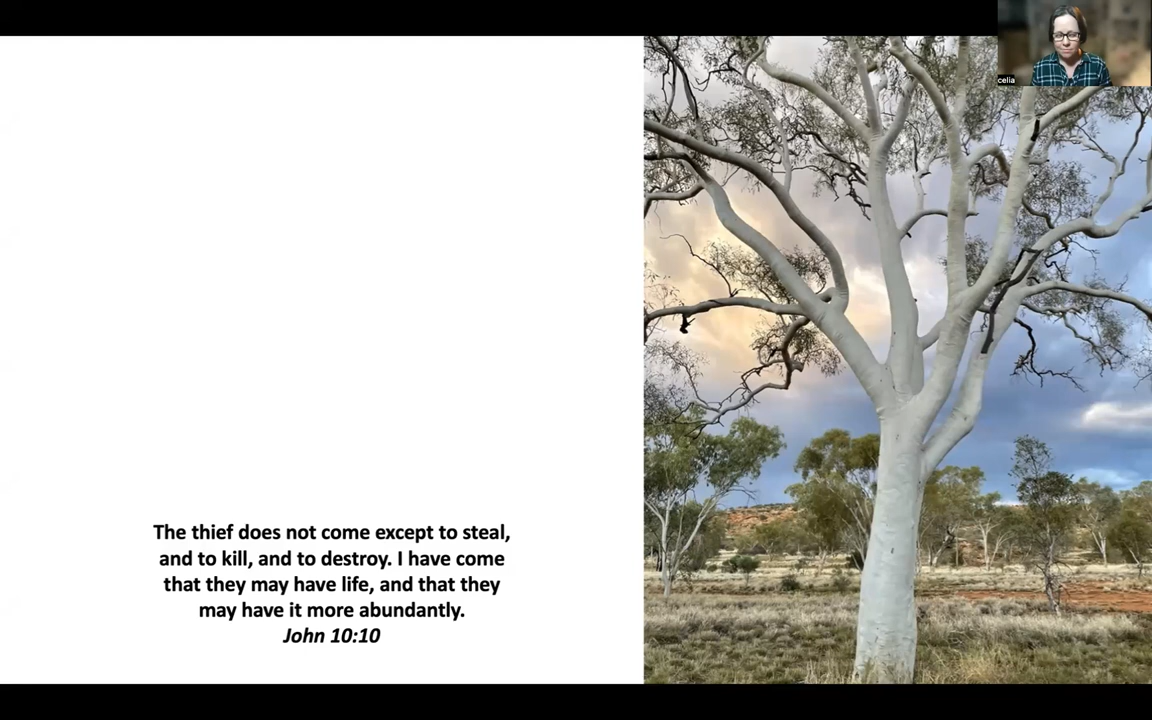 celia
The thief does not come except to steal,
and to kill, and to destroy. I have come
that they may have life, and that they
may have it more abundantly.
John 10:10